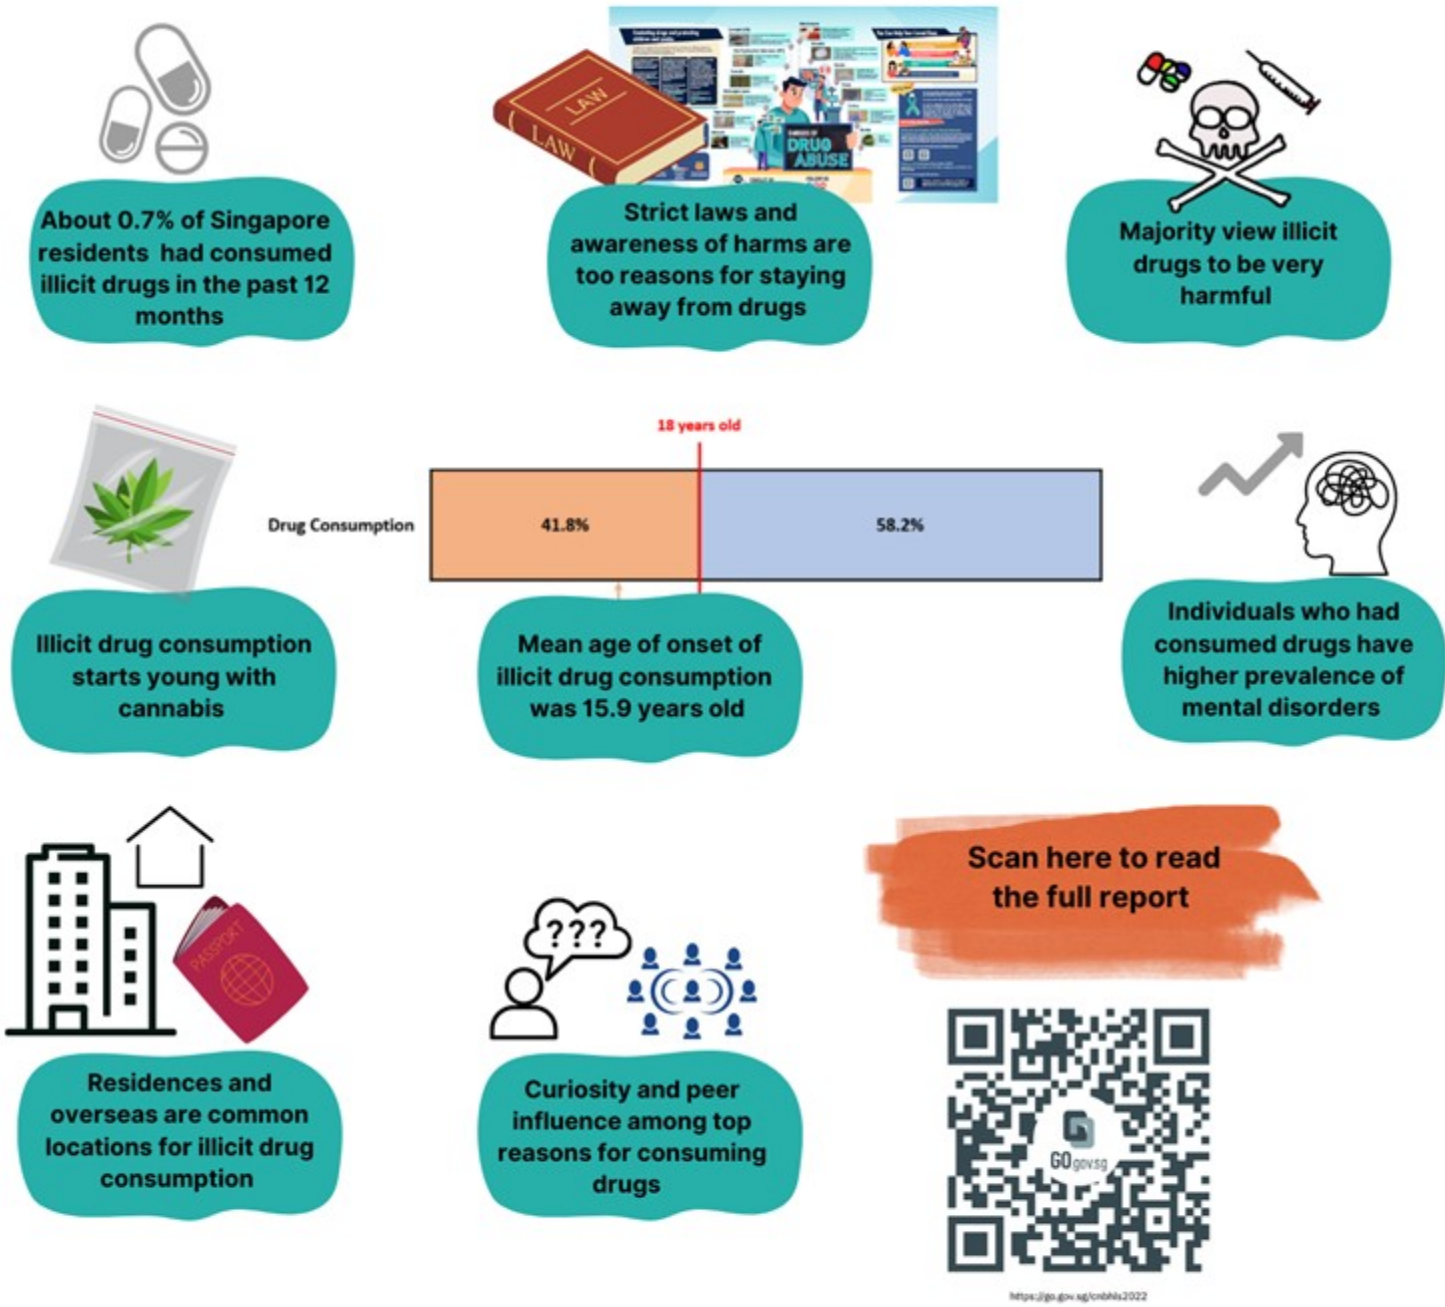 LAW
LAW
DRUG
ABUSE
About 0.7% of Singapore
residents had consumed
illicit drugs in the past 12
months
Strict laws and
awareness of harms are
too reasons for staying
away from drugs
Majority view illicit
drugs to be very
harmful
18 years old
Drug Consumption
41.8%
58.2%
Illicit drug consumption
starts young with
cannabis
Mean age of onset of
illicit drug consumption
was 15.9 years old
Individuals who had
consumed drugs have
higher prevalence of
mental disorders
PASSPORT
???
Residences and
overseas are common
locations for illicit drug
consumption
Curiosity and peer
influence among top
reasons for consuming
drugs
Scan here to read
the full report
GO gov.sg
https://go.gov.sg/cnbhls2022